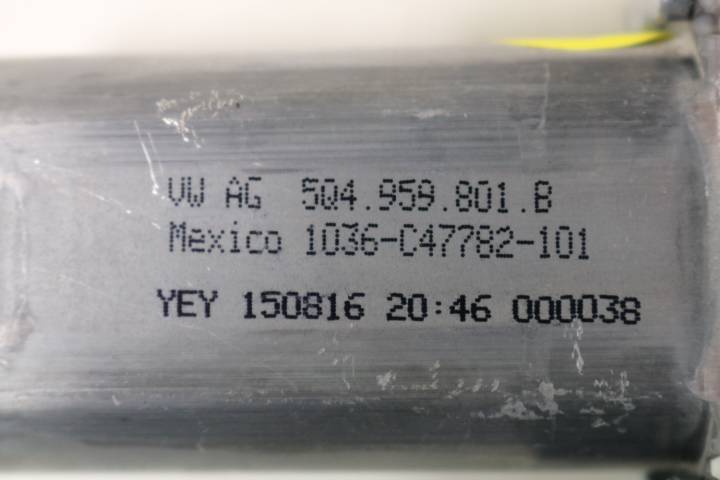 VW AG 5Q4.959.801.B
Mexico 1036-C47782-101
YEY 150816 20:46 000038